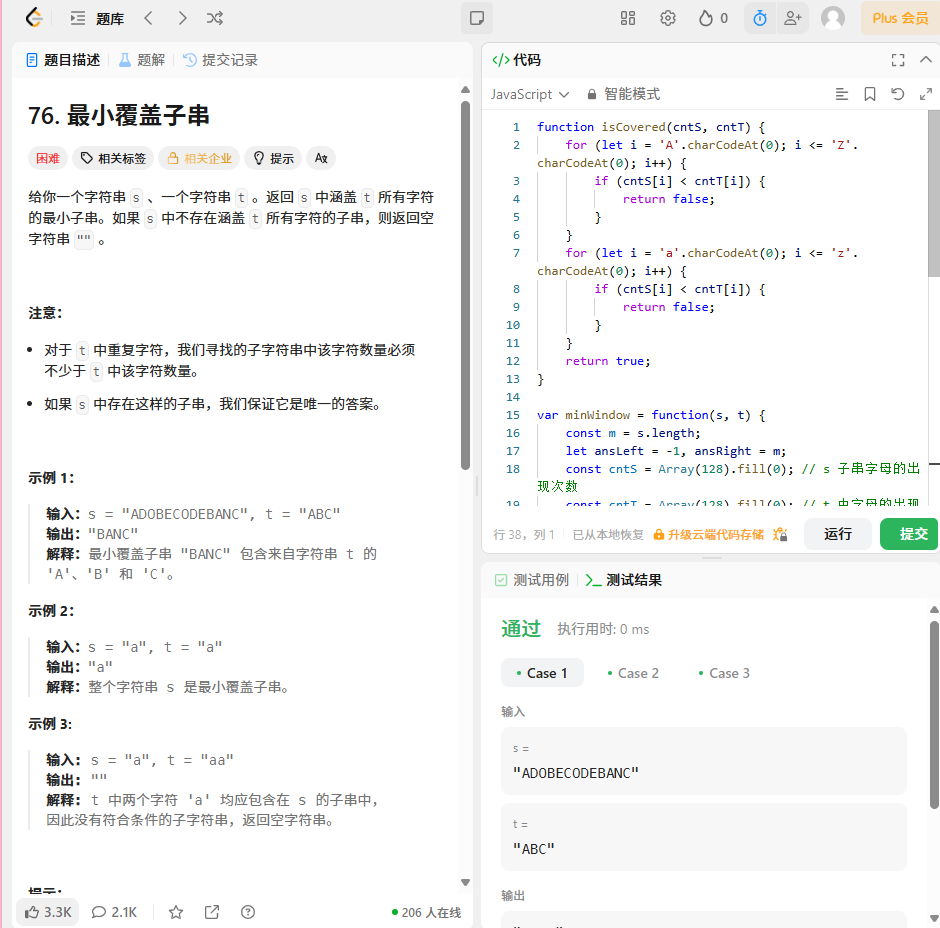 题库
0
Plus 会员
题目描述
题解
提交记录
76. 最小覆盖子串
困难
相关标签
相关企业
提示
给你一个字符串 s 、一个字符串 t 。返回 s 中涵盖 t 所有字符
的最小子串。如果 s 中不存在涵盖 t 所有字符的子串，则返回空
字符串 "" 。
注意：
对于 t 中重复字符，我们寻找的子字符串中该字符数量必须
不少于 t 中该字符数量。
如果 s 中存在这样的子串，我们保证它是唯一的答案。
示例 1：
输入：s = "ADOBECODEBANC", t = "ABC"
输出："BANC"
解释：最小覆盖子串 "BANC" 包含来自字符串 t 的
'A'、'B' 和 'C'。
示例 2：
输入：s = "a", t = "a"
输出："a"
解释：整个字符串 s 是最小覆盖子串。
示例 3:
输入：s = "a", t = "aa"
输出：""
解释：t 中两个字符 'a' 均应包含在 s 的子串中，
因此没有符合条件的子字符串，返回空字符串。
提示：
3.3K
2.1K
206 人在线
</> 代码
JavaScript
智能模式
1 function isCovered(cntS, cntT) {
2 for (let i = 'A'.charCodeAt(0); i <= 'Z'.
charCodeAt(0); i++) {
3 if (cntS[i] < cntT[i]) {
4 return false;
5 }
6 }
7 for (let i = 'a'.charCodeAt(0); i <= 'z'.
charCodeAt(0); i++) {
8 if (cntS[i] < cntT[i]) {
9 return false;
10 }
11 }
12 return true;
13 }
14
15 var minWindow = function(s, t) {
16 const m = s.length;
17 let ansLeft = -1, ansRight = m;
18 const cntS = Array(128).fill(0); // s 子串字母的出
现次数
19 const cntT = Array(128).fill(0); // t 中字母的出现
行 38，列 1
已从本地恢复
升级云端代码存储
运行
提交
测试用例
测试结果
通过
执行用时: 0 ms
Case 1
Case 2
Case 3
输入
s =
"ADOBECODEBANC"
t =
"ABC"
输出